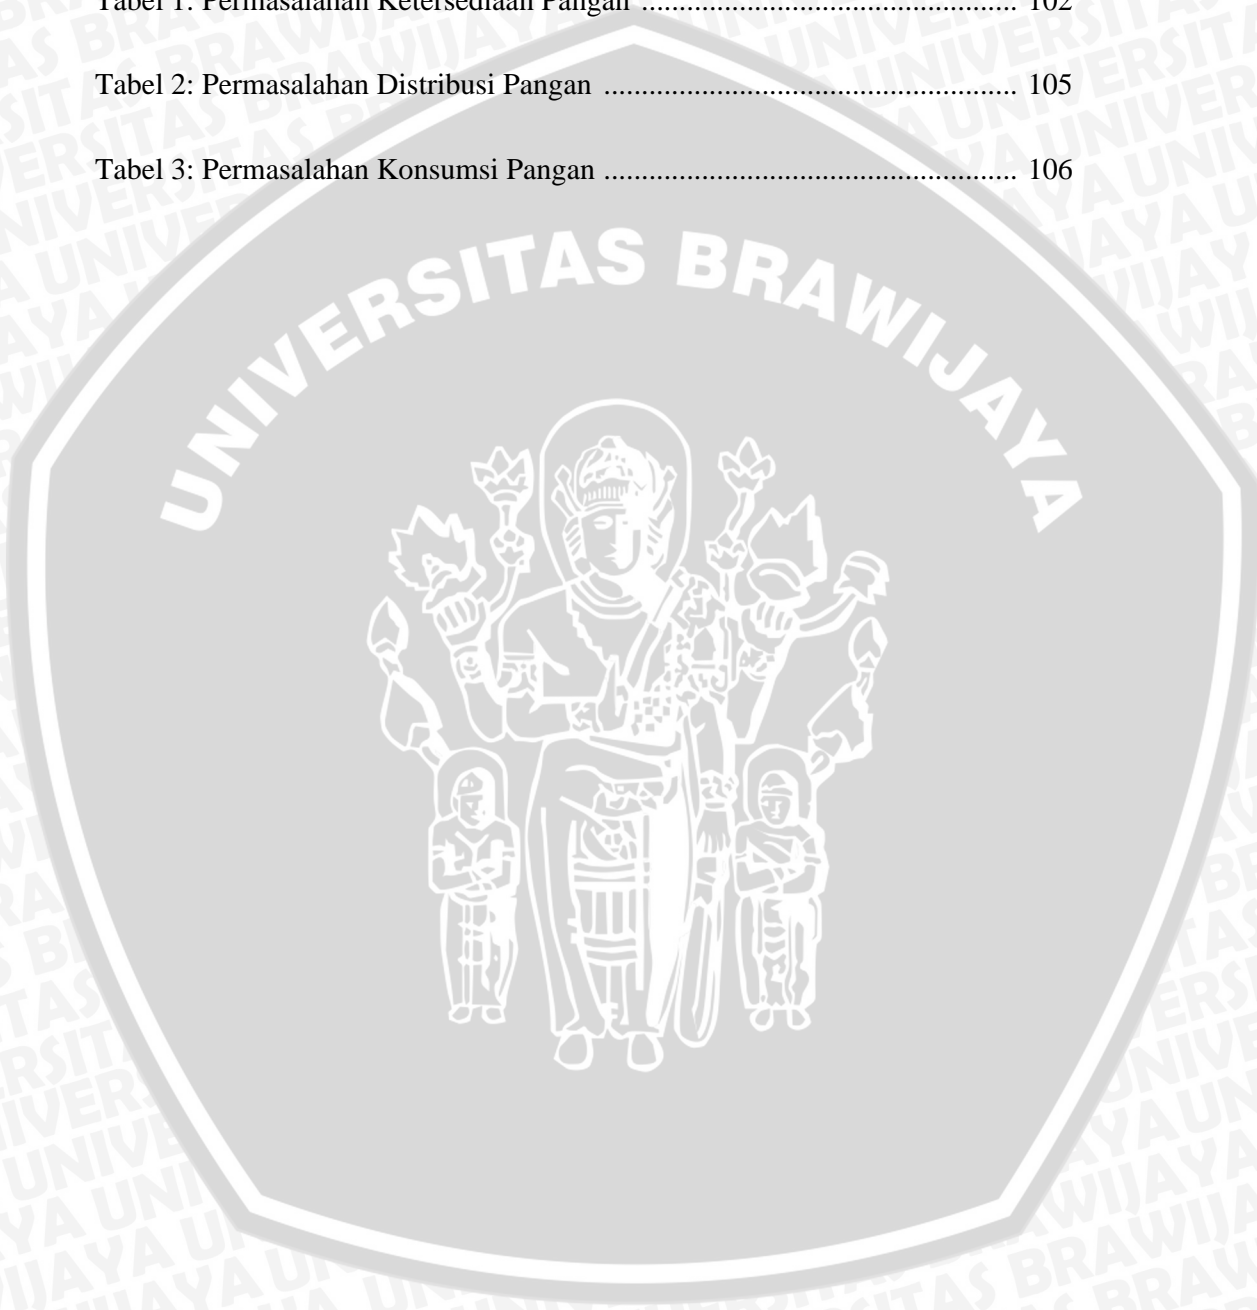 Tabel 1: Permasalahan Ketersediaan Pangan .......................................... 102
Tabel 2: Permasalahan Distribusi Pangan .............................................. 105
Tabel 3: Permasalahan Konsumsi Pangan .............................................. 106
UNIVERSITAS BRAWIJAYA